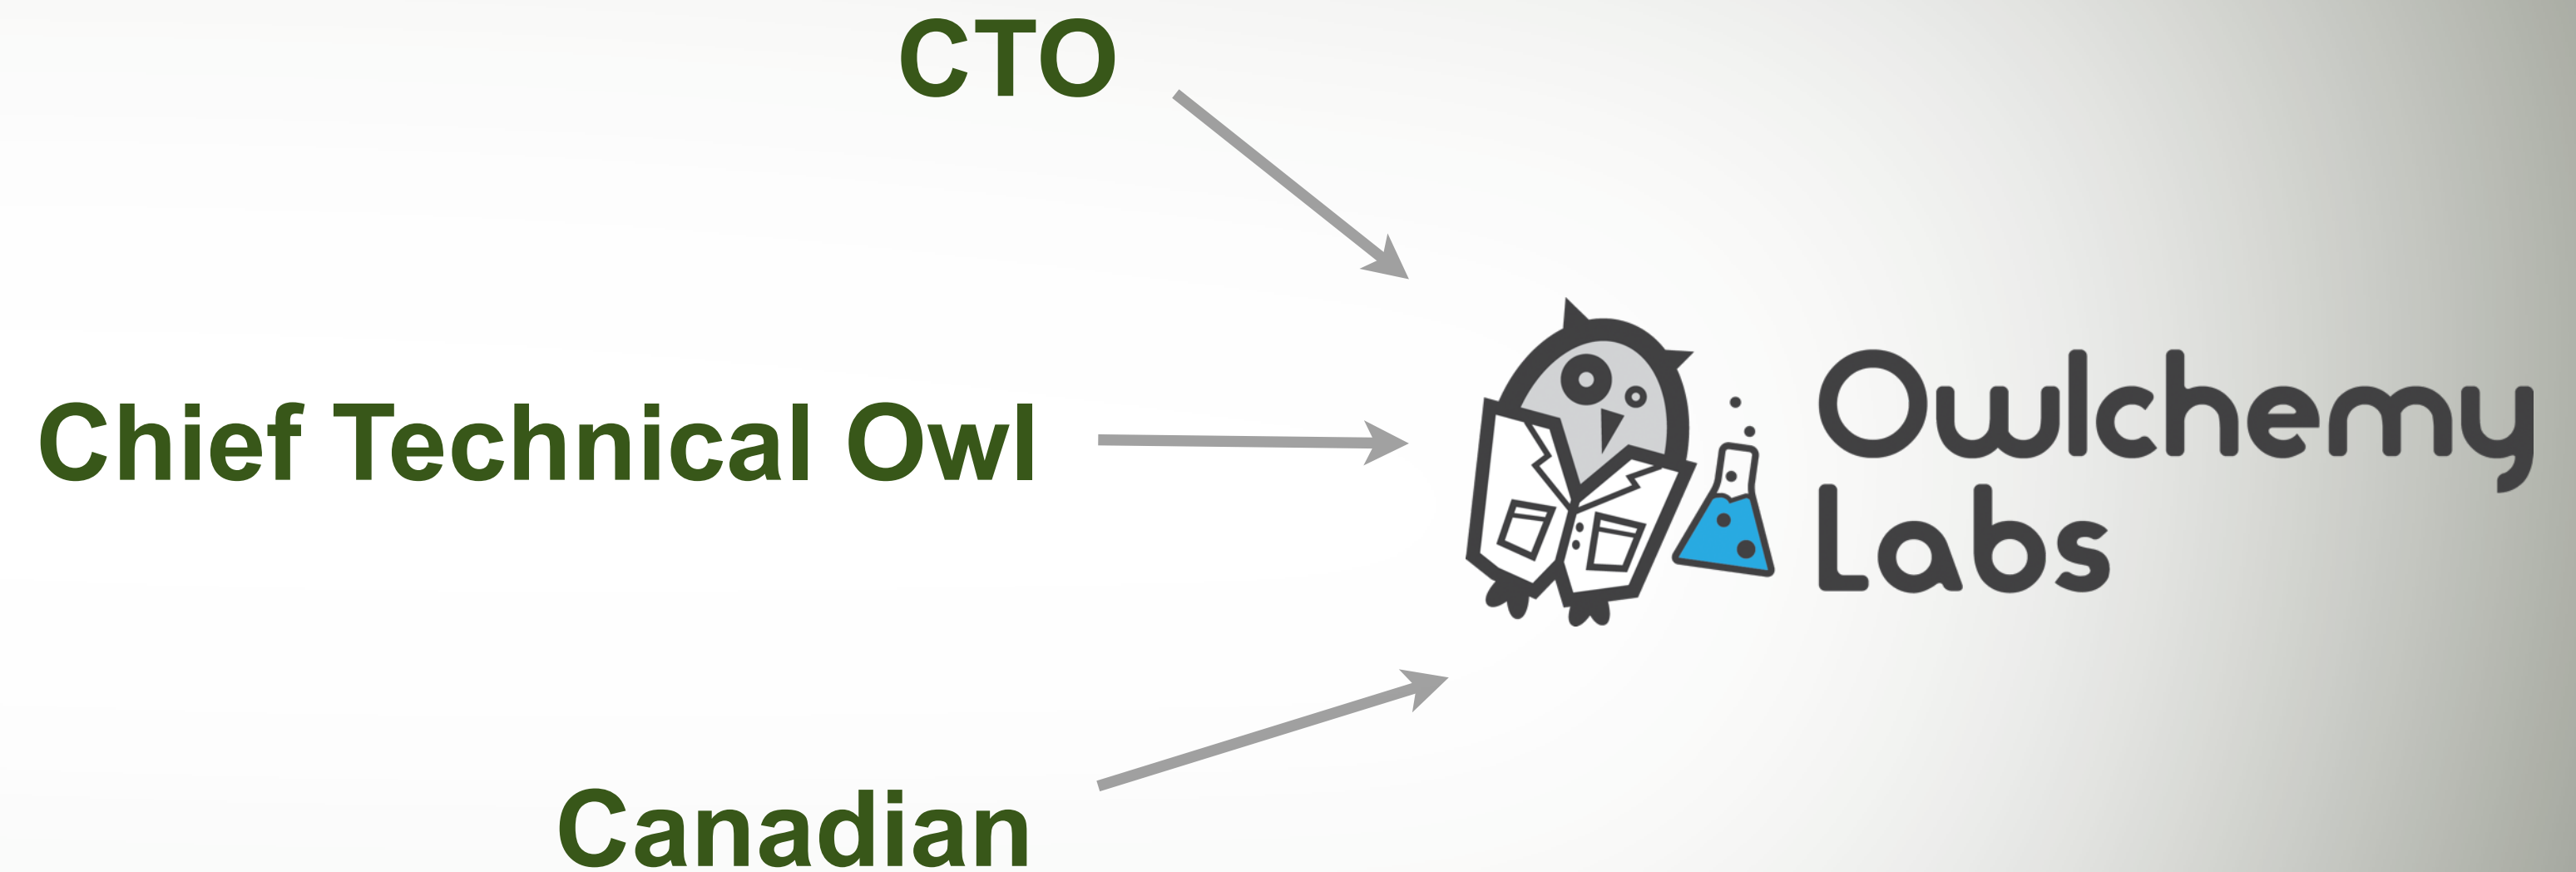 CTO
Chief Technical Owl
Owlchemy
Labs
Canadian